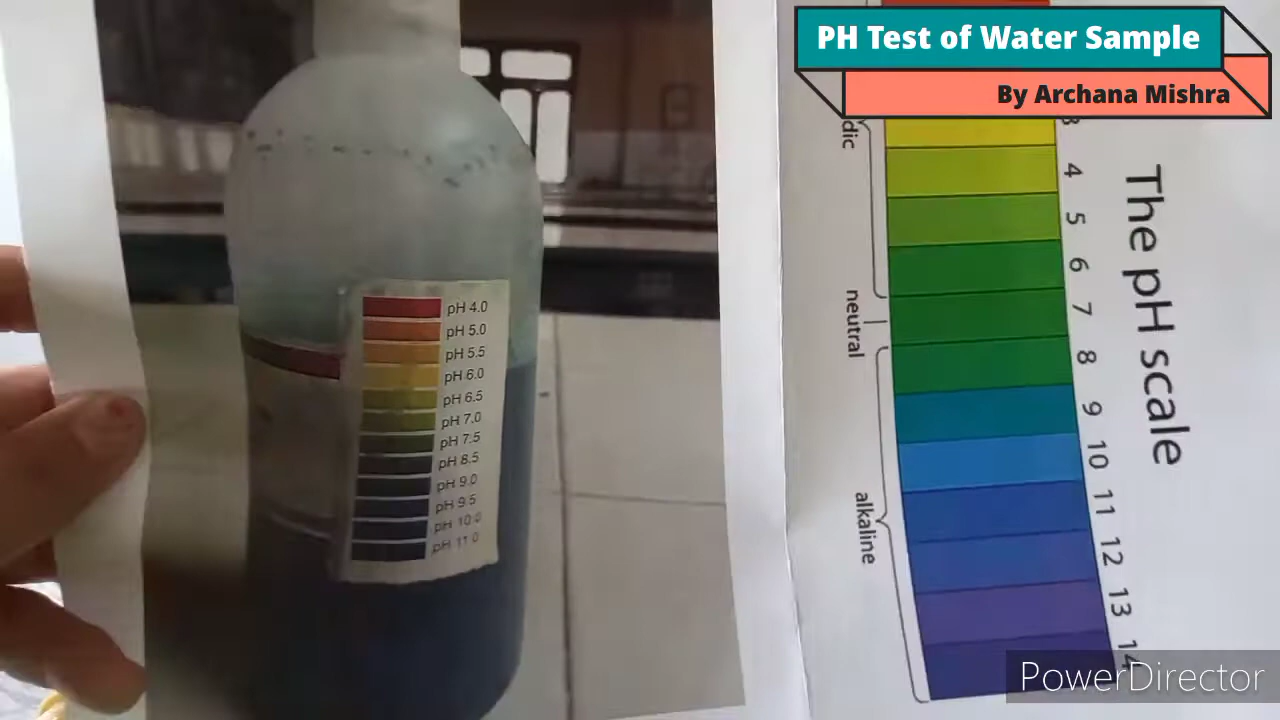 PH Test of Water Sample
By Archana Mishra
pH 4.0
pH 5.0
pH 5.5
pH 6.0
pH 6.5
pH 7.0
pH 7.5
pH 8.5
pH 9.0
pH 9.5
pH 10.0
pH 11.0
The pH scale
3
4
5
6
7
8
9
10
11
12
13
14
neutral
alkaline
PowerDirector